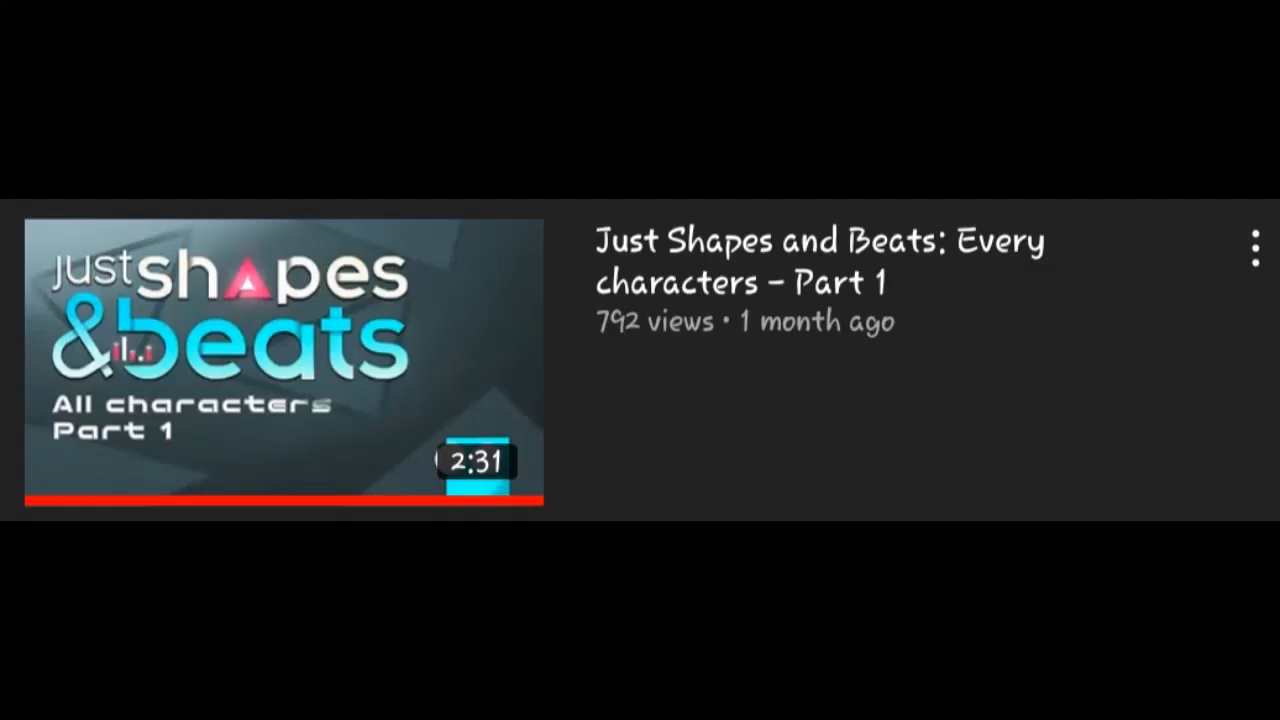 just shapes
&beats
All characters
Part 1
2:31
Just Shapes and Beats: Every
characters - Part 1
792 views • 1 month ago